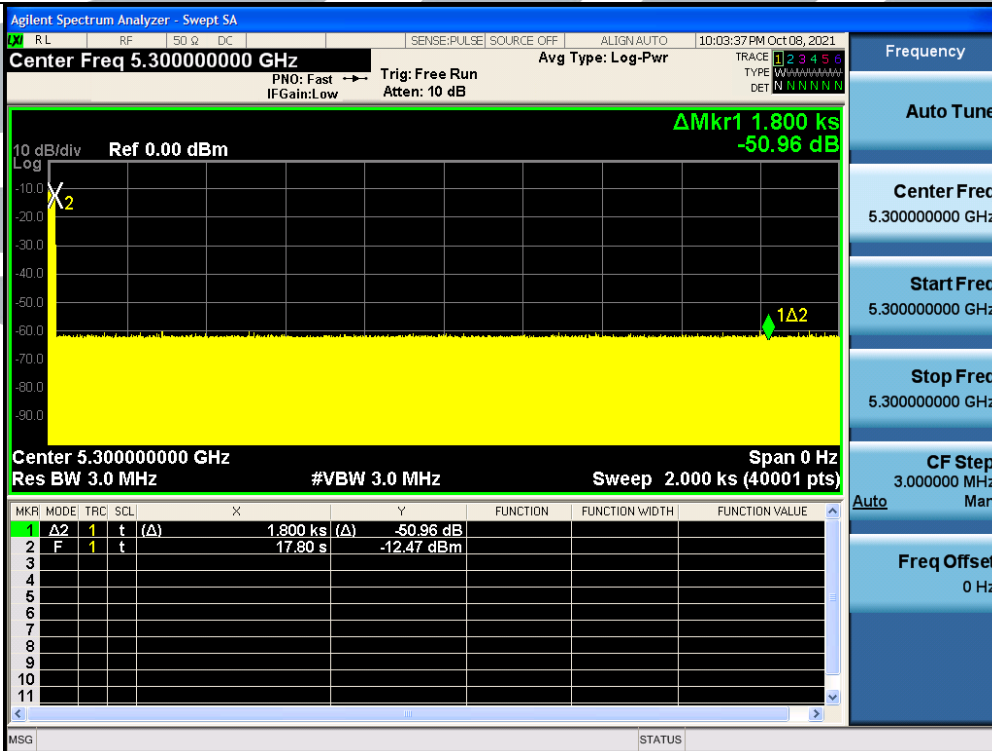 Agilent Spectrum Analyzer - Swept SA
LXI RL RF 50 Ω DC SENSE:PULSE SOURCE OFF ALIGN AUTO 10:03:37 PM Oct 08, 2021
Center Freq 5.300000000 GHz
PNO: Fast
IFGain:Low
Trig: Free Run
Atten: 10 dB
Avg Type: Log-Pwr
TRACE 1 2 3 4 5 6
TYPE
DET N N N N N N
ΔMkr1 1.800 ks
-50.96 dB
10 dB/div
Log
Ref 0.00 dBm
-10.0
-20.0
-30.0
-40.0
-50.0
-60.0
-70.0
-80.0
-90.0
2
1Δ2
Center 5.300000000 GHz Span 0 Hz
Res BW 3.0 MHz #VBW 3.0 MHz Sweep 2.000 ks (40001 pts)
MKR MODE TRC SCL X Y FUNCTION FUNCTION WIDTH FUNCTION VALUE
1 Δ2 1 t (Δ) 1.800 ks (Δ) -50.96 dB
2 F 1 t 17.80 s -12.47 dBm
3
4
5
6
7
8
9
10
11
MSG STATUS
Frequency
Auto Tune
Center Freq
5.300000000 GHz
Start Freq
5.300000000 GHz
Stop Freq
5.300000000 GHz
CF Step
3.000000 MHz
Auto Man
Freq Offset
0 Hz